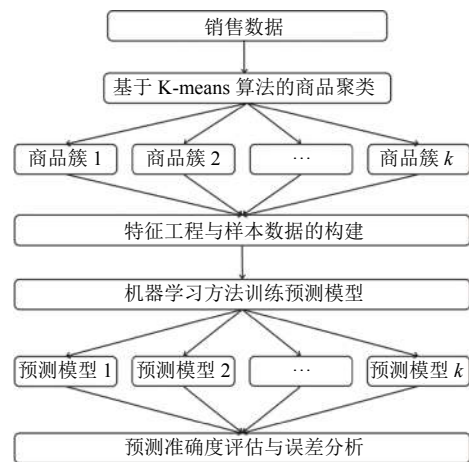 销售数据
基于 K-means 算法的商品聚类
商品簇 1 商品簇 2 … 商品簇 k
特征工程与样本数据的构建
机器学习方法训练预测模型
预测模型 1 预测模型 2 … 预测模型 k
预测准确度评估与误差分析